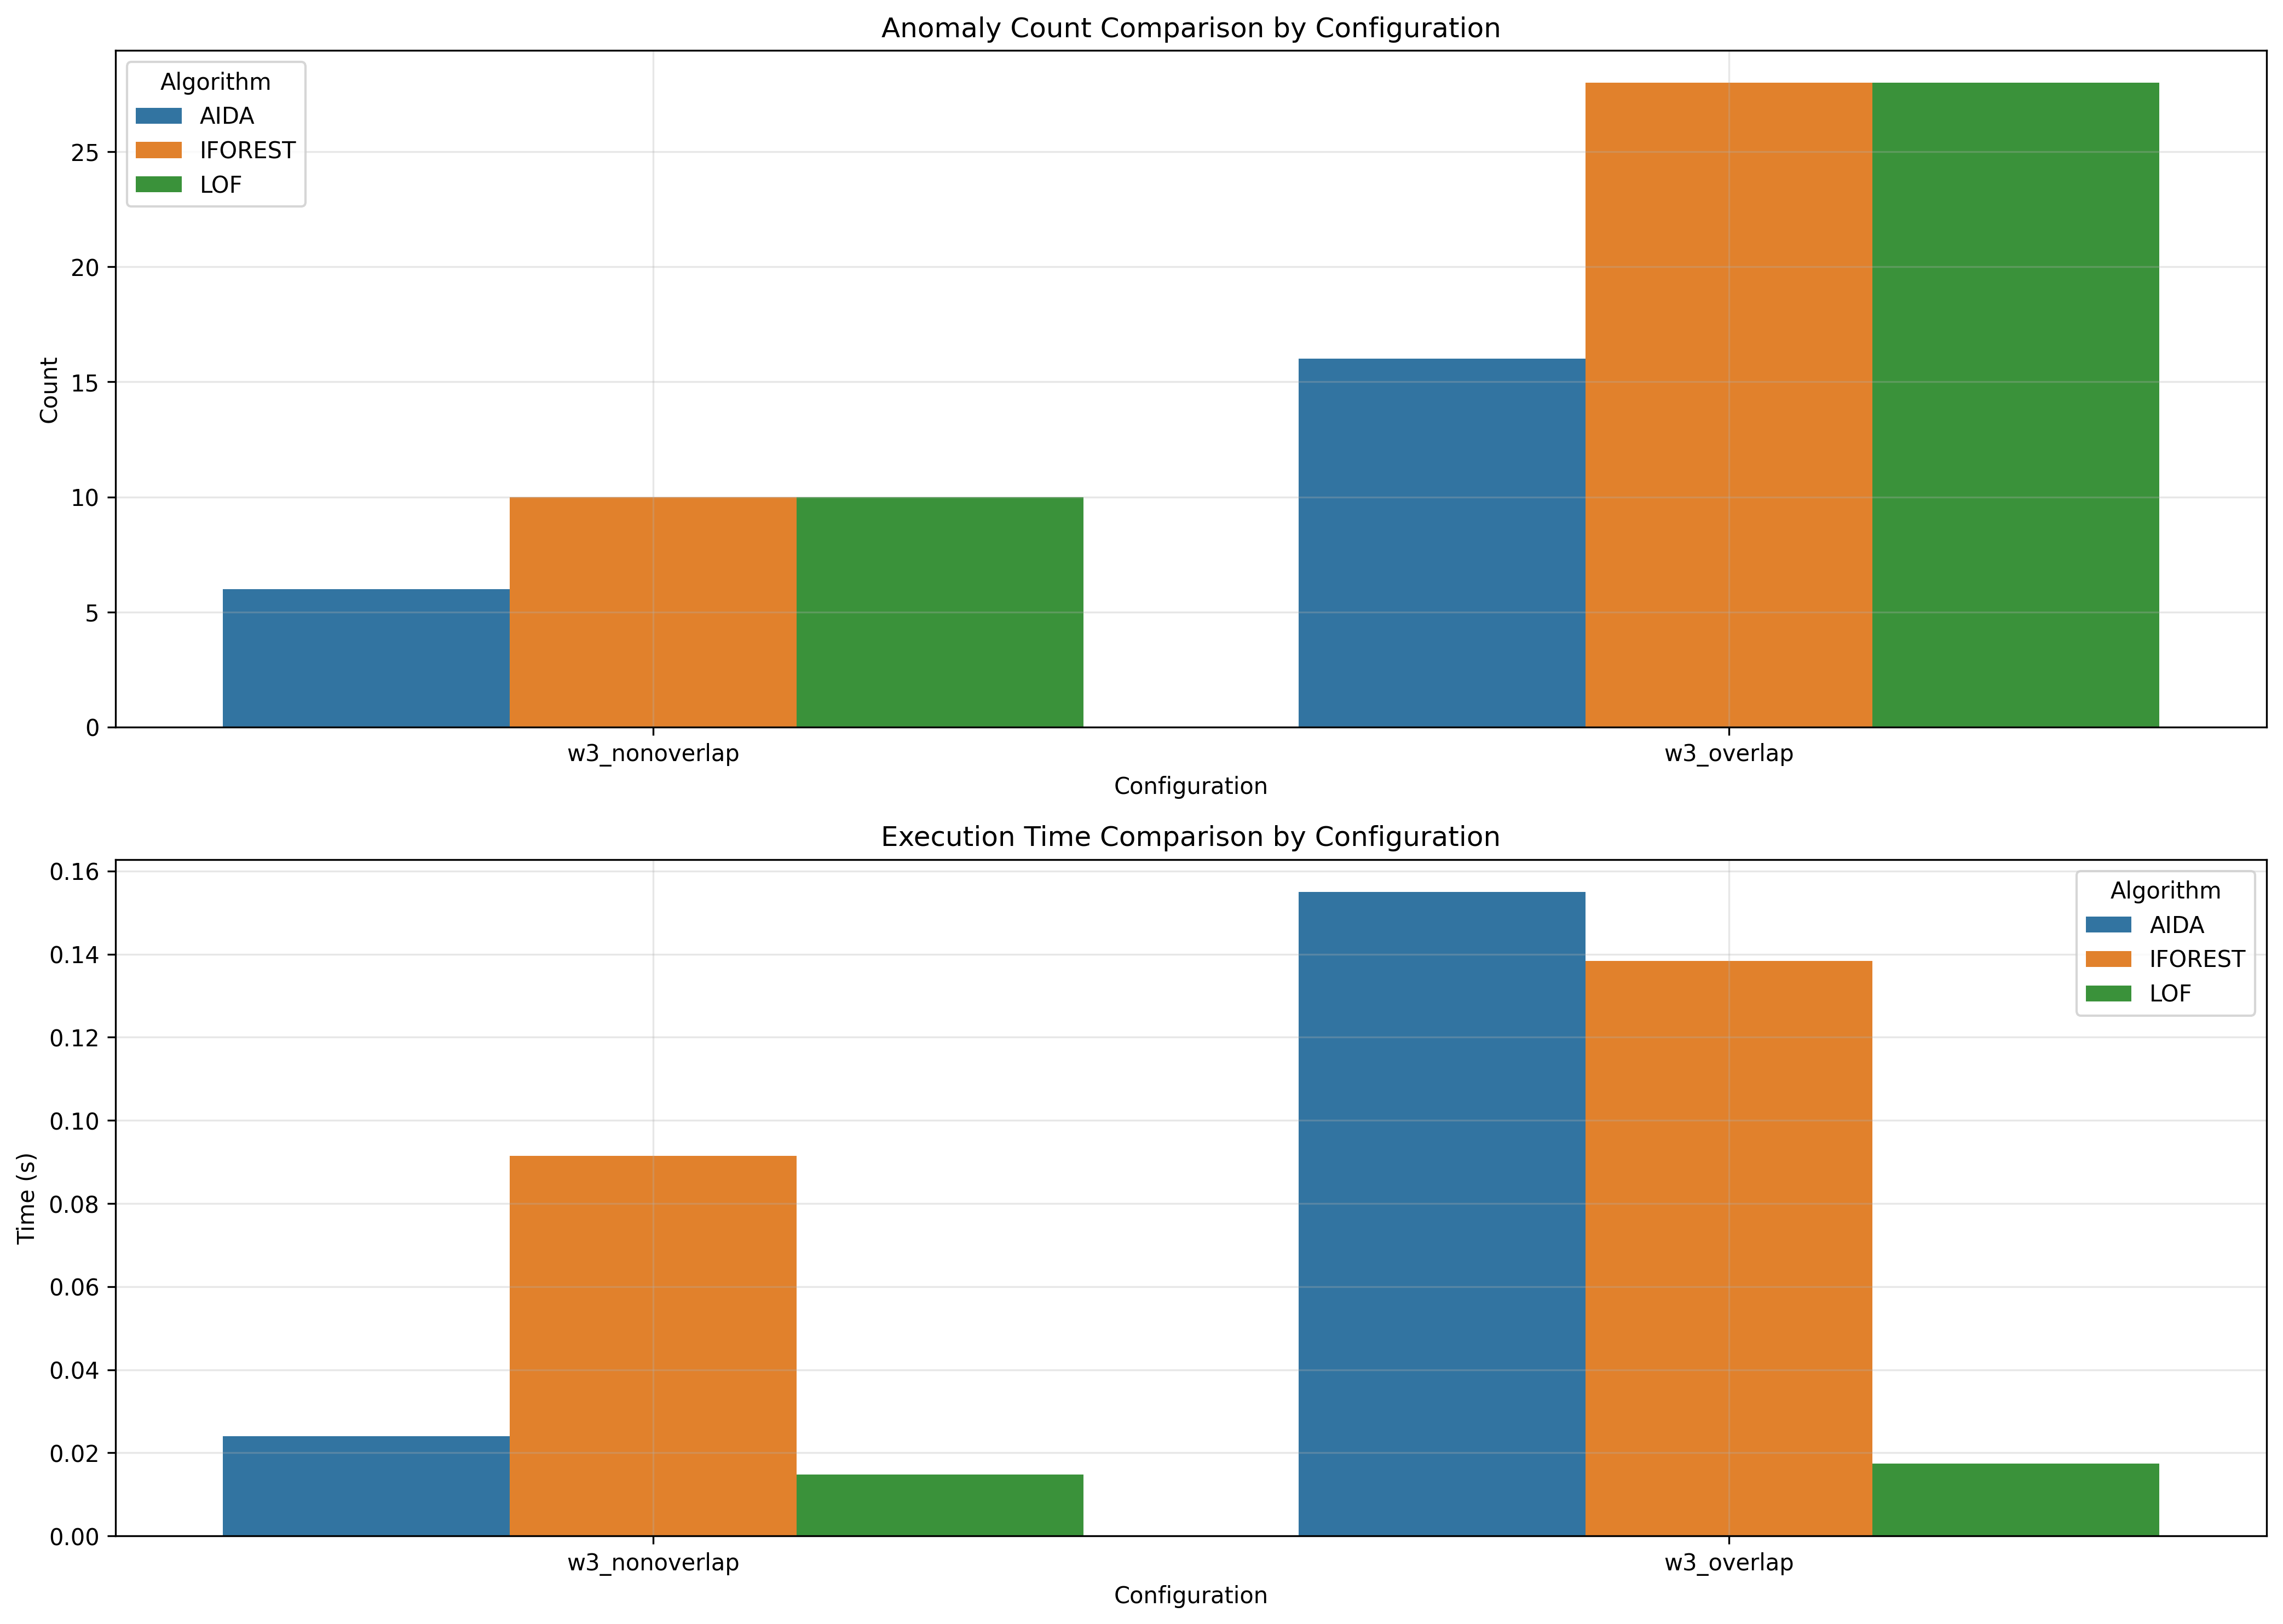 Anomaly Count Comparison by Configuration
Algorithm
AIDA
IFOREST
LOF
Count
25
20
15
10
5
0
w3_nonoverlap
w3_overlap
Configuration
Execution Time Comparison by Configuration
Algorithm
AIDA
IFOREST
LOF
Time (s)
0.16
0.14
0.12
0.10
0.08
0.06
0.04
0.02
0.00
w3_nonoverlap
w3_overlap
Configuration